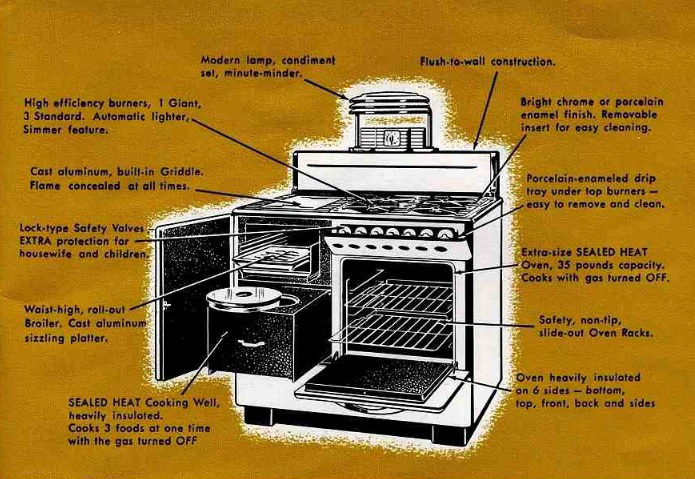 Modern lamp, condiment
set, minute-minder.
Flush-to-wall construction.
High efficiency burners, 1 Giant,
3 Standard. Automatic lighter,
Simmer feature.
Bright chrome or porcelain
enamel finish. Removable
insert for easy cleaning.
Cast aluminum, built-in Griddle.
Flame concealed at all times.
Porcelain-enameled drip
tray under top burners —
easy to remove and clean.
Lock-type Safety Valves
EXTRA protection for
housewife and children.
Extra-size SEALED HEAT
Oven, 35 pounds capacity.
Cooks with gas turned OFF.
Waist-high, roll-out
Broiler. Cast aluminum
sizzling platter.
Safety, non-tip,
slide-out Oven Racks.
SEALED HEAT Cooking Well,
heavily insulated.
Cooks 3 foods at one time
with the gas turned OFF
Oven heavily insulated
on 6 sides — bottom,
top, front, back and sides